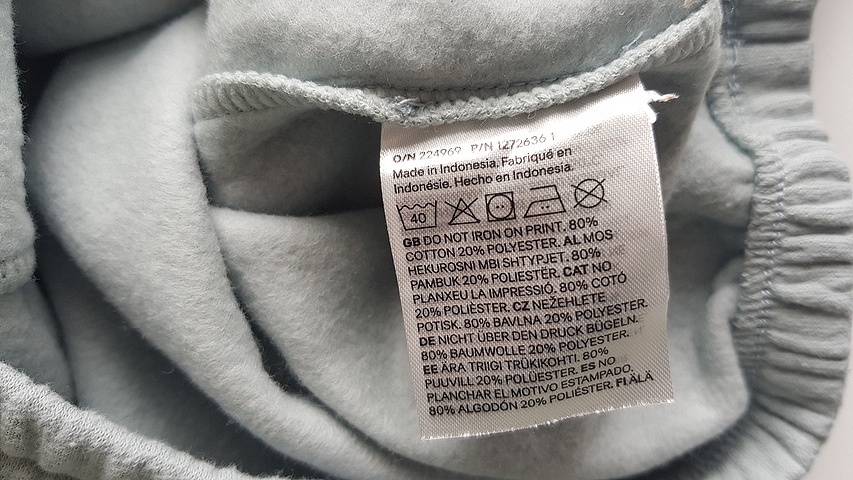 O/N 224969 P/N 1272636 1
Made in Indonesia. Fabriqué en
Indonésie. Hecho en Indonesia.
40
GB DO NOT IRON ON PRINT. 80%
COTTON 20% POLYESTER. AL MOS
HEKUROSNI MBI SHTYPJET. 80%
PAMBUK 20% POLIESTËR. CAT NO
PLANXEU LA IMPRESSIÓ. 80% COTÓ
20% POLIÈSTER. CZ NEŽEHLETE
POTISK. 80% BAVLNA 20% POLYESTER.
DE NICHT ÜBER DEN DRUCK BÜGELN.
80% BAUMWOLLE 20% POLYESTER.
EE ÄRA TRIIGI TRÜKIKOHTI. 80%
PUUVILL 20% POLÜESTER. ES NO
PLANCHAR EL MOTIVO ESTAMPADO.
80% ALGODÓN 20% POLIÉSTER. FI ÄLÄ